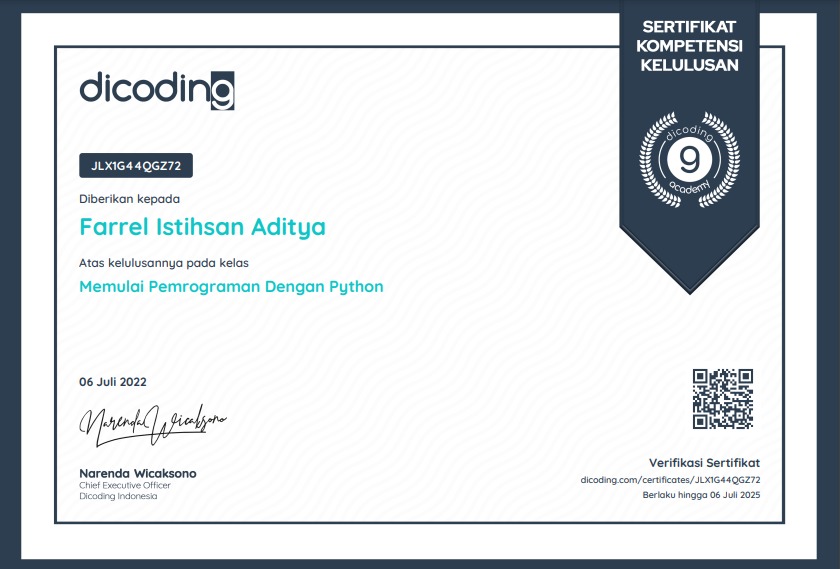 SERTIFIKAT
KOMPETENSI
KELULUSAN
dicoding
academy
dicoding
JLX1G44QGZ72
Diberikan kepada
Farrel Istihsan Aditya
Atas kelulusannya pada kelas
Memulai Pemrograman Dengan Python
06 Juli 2022
Narenda Wicaksono
Narenda Wicaksono
Chief Executive Officer
Dicoding Indonesia
Verifikasi Sertifikat
dicoding.com/certificates/JLX1G44QGZ72
Berlaku hingga 06 Juli 2025